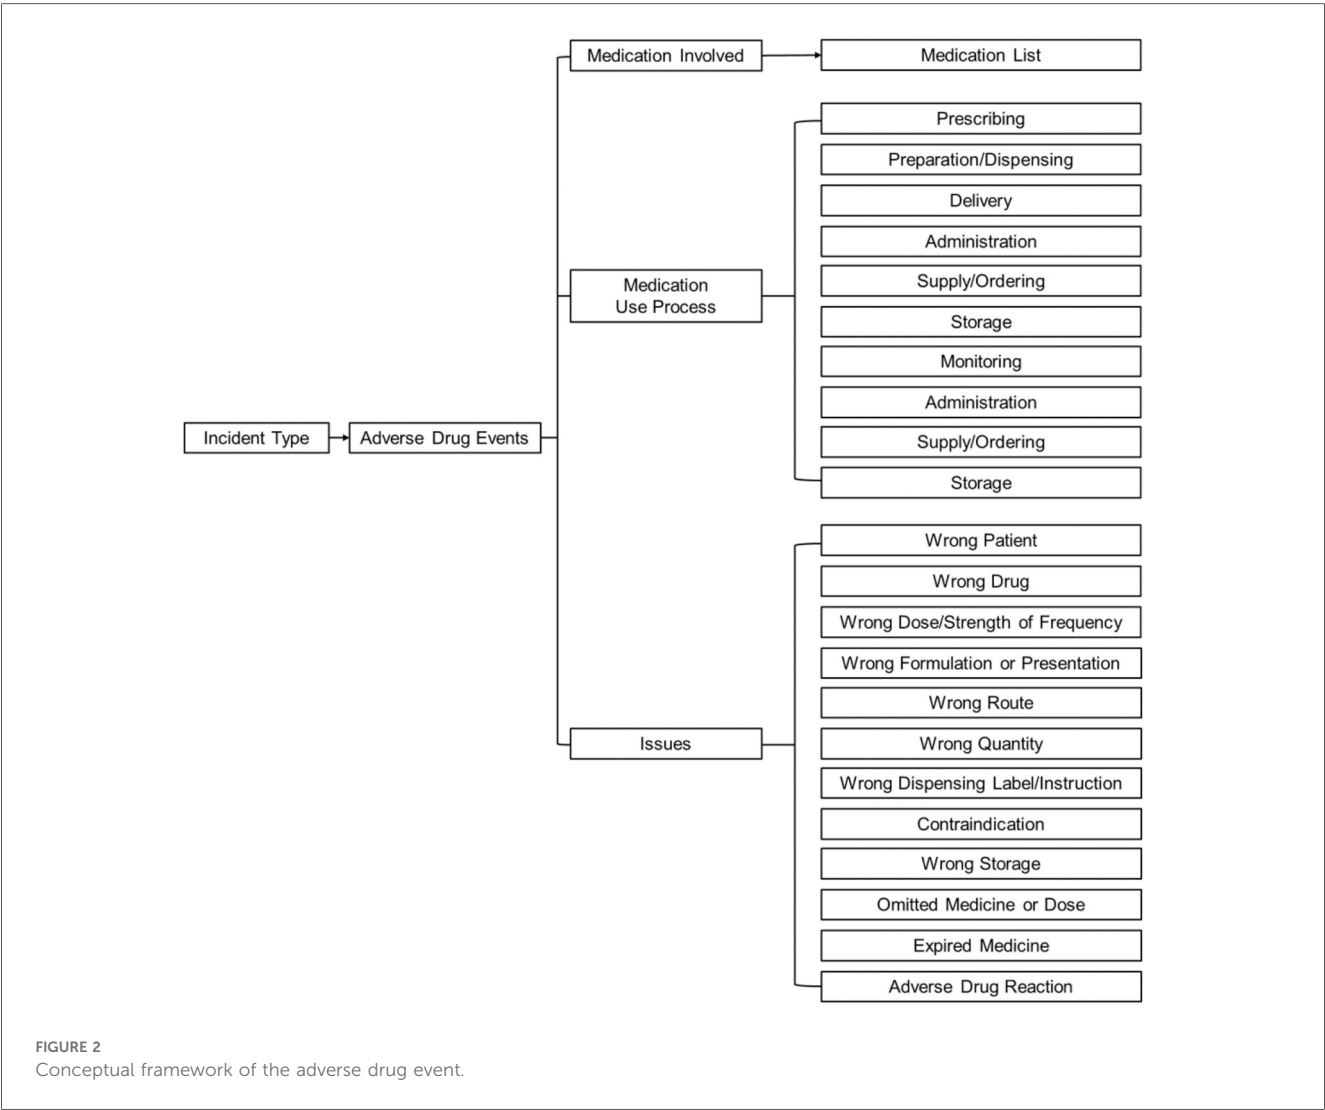 Incident Type
Adverse Drug Events
Medication Involved
Medication List
Medication
Use Process
Prescribing
Preparation/Dispensing
Delivery
Administration
Supply/Ordering
Storage
Monitoring
Administration
Supply/Ordering
Storage
Issues
Wrong Patient
Wrong Drug
Wrong Dose/Strength of Frequency
Wrong Formulation or Presentation
Wrong Route
Wrong Quantity
Wrong Dispensing Label/Instruction
Contraindication
Wrong Storage
Omitted Medicine or Dose
Expired Medicine
Adverse Drug Reaction
FIGURE 2
Conceptual framework of the adverse drug event.